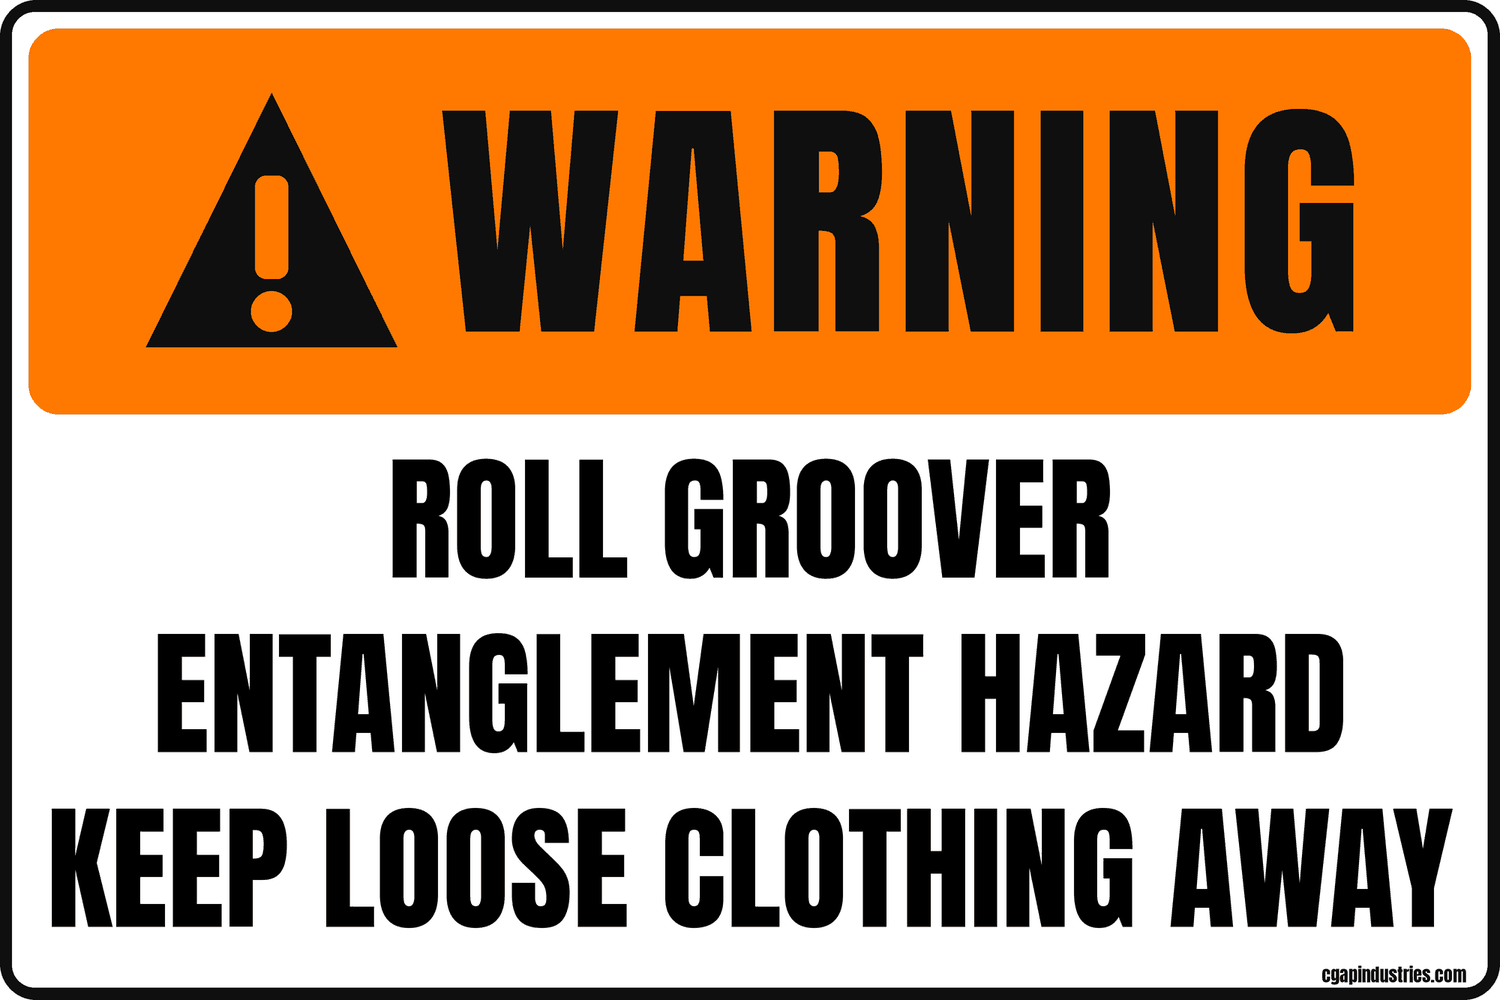 WARNING
ROLL GROOVER
ENTANGLEMENT HAZARD
KEEP LOOSE CLOTHING AWAY
cgapindustries.com